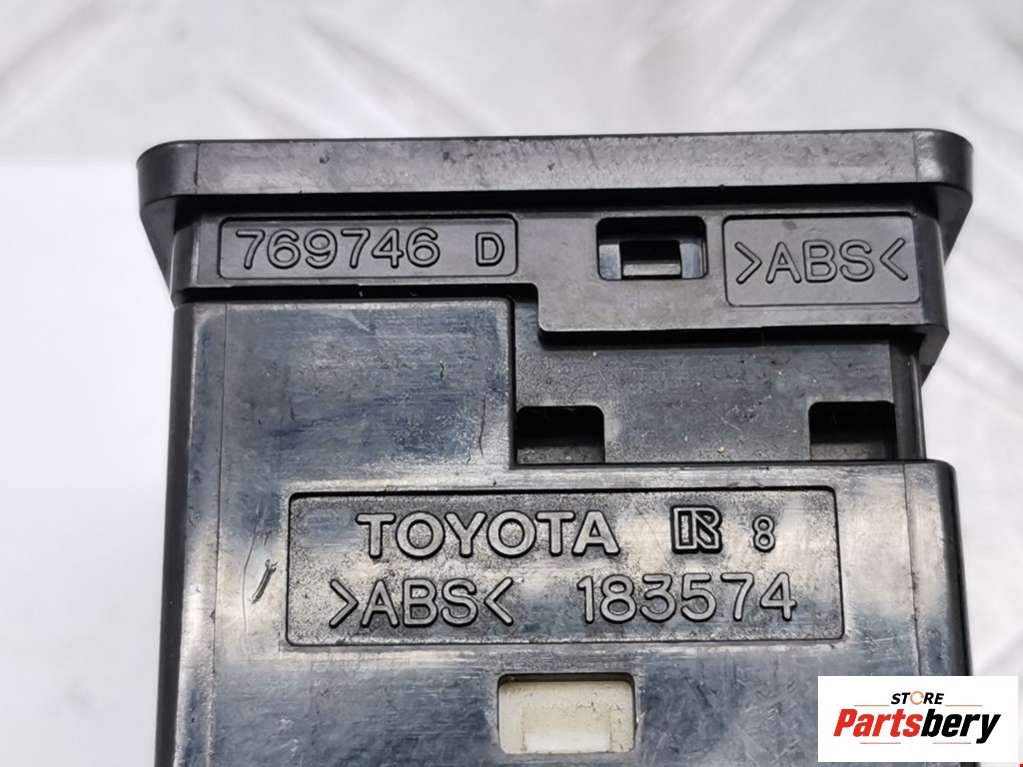 769746 D >ABS<
TOYOTA R 8
>ABS< 183574
STORE
Partsbery